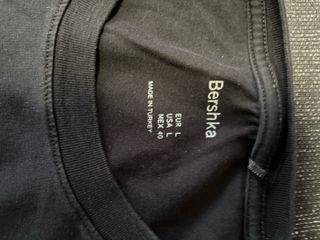 Bershka
EUR L
USA L
MEX 40
MADE IN TURKEY